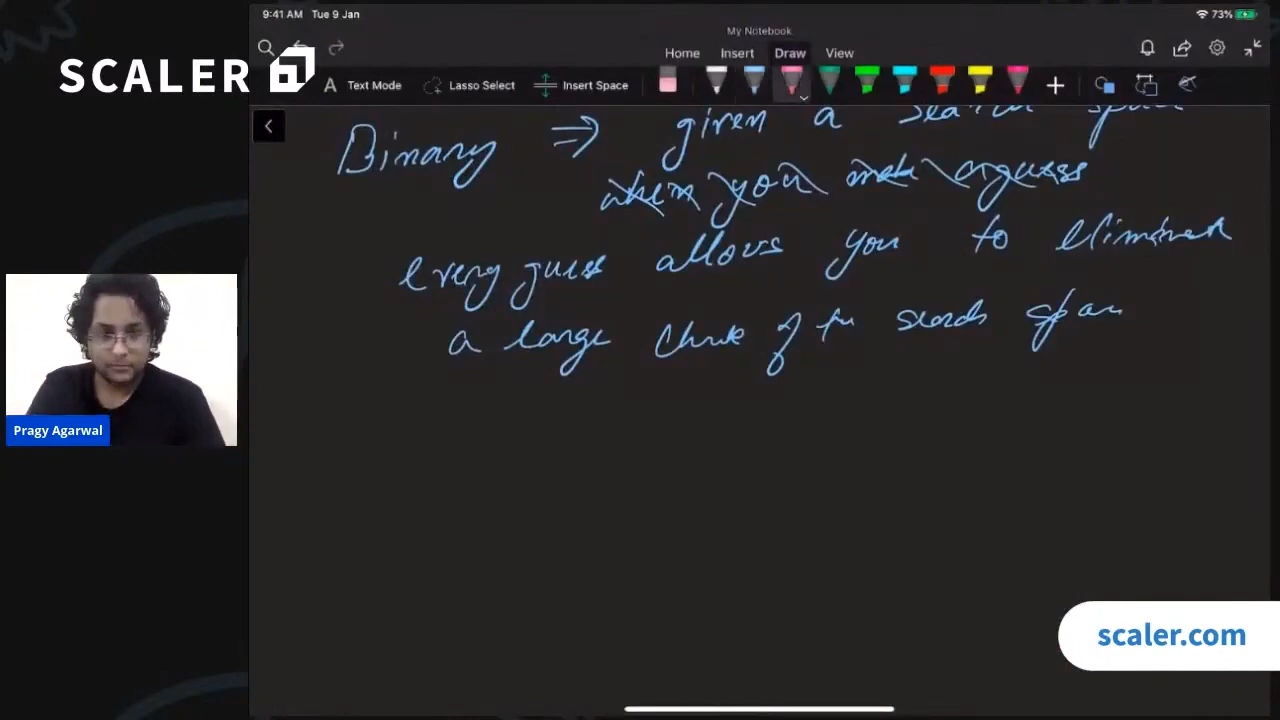 9:41 AM Tue 9 Jan
73%
My Notebook
Home Insert Draw View
SCALER
Text Mode Lasso Select Insert Space
Binary ⇒ given a search space
when you make a guess
every guess allows you to eliminate
a large chunk of the search space
Pragy Agarwal
scaler.com